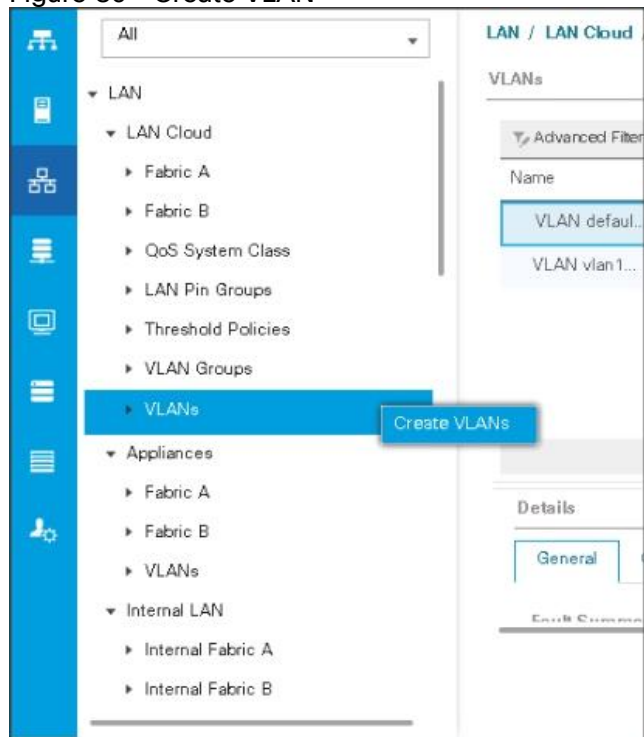 All
LAN / LAN Cloud /
VLANs
LAN
LAN Cloud
Fabric A
Fabric B
QoS System Class
LAN Pin Groups
Threshold Policies
VLAN Groups
VLANs
Create VLANs
Appliances
Fabric A
Fabric B
VLANs
Internal LAN
Internal Fabric A
Internal Fabric B
Advanced Filter
Name
VLAN defaul...
VLAN vlan1...
Details
General